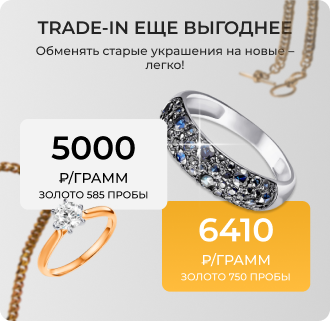 TRADE-IN ЕЩЕ ВЫГОДНЕЕ
Обменять старые украшения на новые –
легко!
5000
₽/ГРАММ
ЗОЛОТО 585 ПРОБЫ
6410
₽/ГРАММ
ЗОЛОТО 750 ПРОБЫ